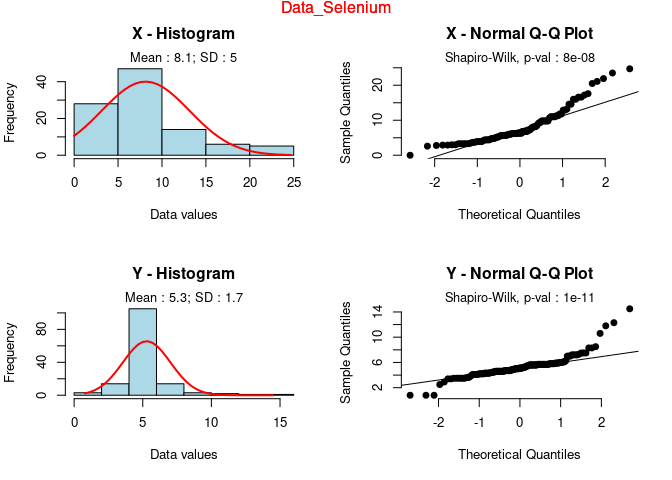 Data_Selenium
X - Histogram
Mean : 8.1; SD : 5
Frequency
0 20 40
0 5 10 15 20 25
Data values
X - Normal Q-Q Plot
Shapiro-Wilk, p-val : 8e-08
Sample Quantiles
0 10 20
-2 -1 0 1 2
Theoretical Quantiles
Y - Histogram
Mean : 5.3; SD : 1.7
Frequency
0 40 80
0 5 10 15
Data values
Y - Normal Q-Q Plot
Shapiro-Wilk, p-val : 1e-11
Sample Quantiles
2 6 10 14
-2 -1 0 1 2
Theoretical Quantiles